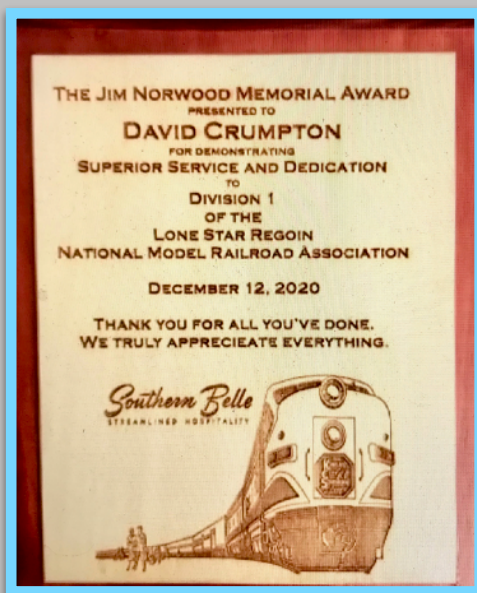 THE JIM NORWOOD MEMORIAL AWARD
PRESENTED TO
DAVID CRUMPTON
FOR DEMONSTRATING
SUPERIOR SERVICE AND DEDICATION
TO
DIVISION 1
OF THE
LONE STAR REGOIN
NATIONAL MODEL RAILROAD ASSOCIATION
DECEMBER 12, 2020
THANK YOU FOR ALL YOU'VE DONE.
WE TRULY APPRECIEATE EVERYTHING.
Southern Belle
STREAMLINED HOSPITALITY